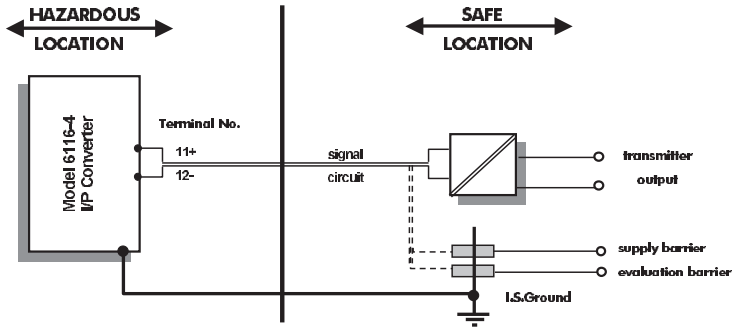 HAZARDOUS
LOCATION
SAFE
LOCATION
Model 6116-4
I/P Converter
Terminal No.
11+
12-
signal
circuit
transmitter
output
supply barrier
evaluation barrier
I.S.Ground